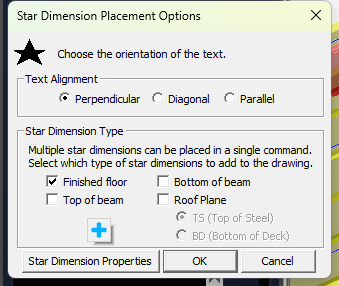 Star Dimension Placement Options
Choose the orientation of the text.
Text Alignment
Perpendicular Diagonal Parallel
Star Dimension Type
Multiple star dimensions can be placed in a single command.
Select which type of star dimensions to add to the drawing.
Finished floor Bottom of beam
Top of beam Roof Plane
TS (Top of Steel)
BD (Bottom of Deck)
Star Dimension Properties OK Cancel